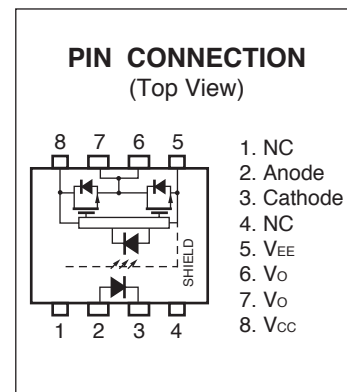 PIN CONNECTION
(Top View)
8 7 6 5
SHIELD
1 2 3 4
1. NC
2. Anode
3. Cathode
4. NC
5. VEE
6. VO
7. VO
8. VCC